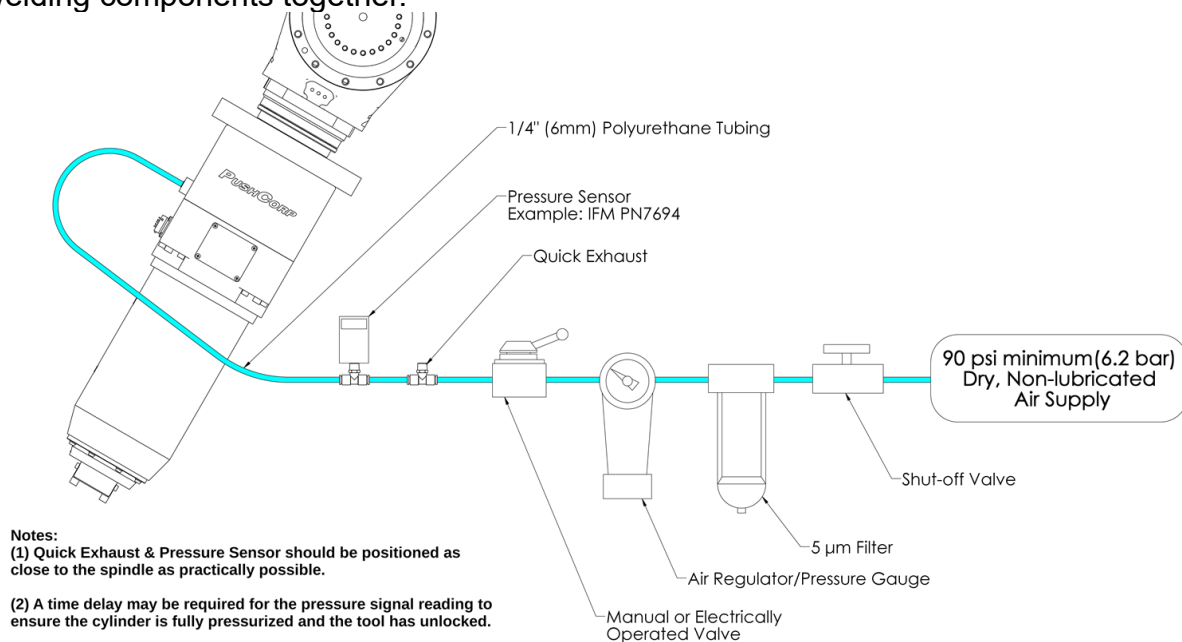 welding components together.
1/4" (6mm) Polyurethane Tubing
PUSHCORP
Pressure Sensor
Example: IFM PN7694
Quick Exhaust
90 psi minimum(6.2 bar)
Dry, Non-lubricated
Air Supply
Shut-off Valve
5 µm Filter
Air Regulator/Pressure Gauge
Manual or Electrically
Operated Valve
Notes:
(1) Quick Exhaust & Pressure Sensor should be positioned as
close to the spindle as practically possible.
(2) A time delay may be required for the pressure signal reading to
ensure the cylinder is fully pressurized and the tool has unlocked.